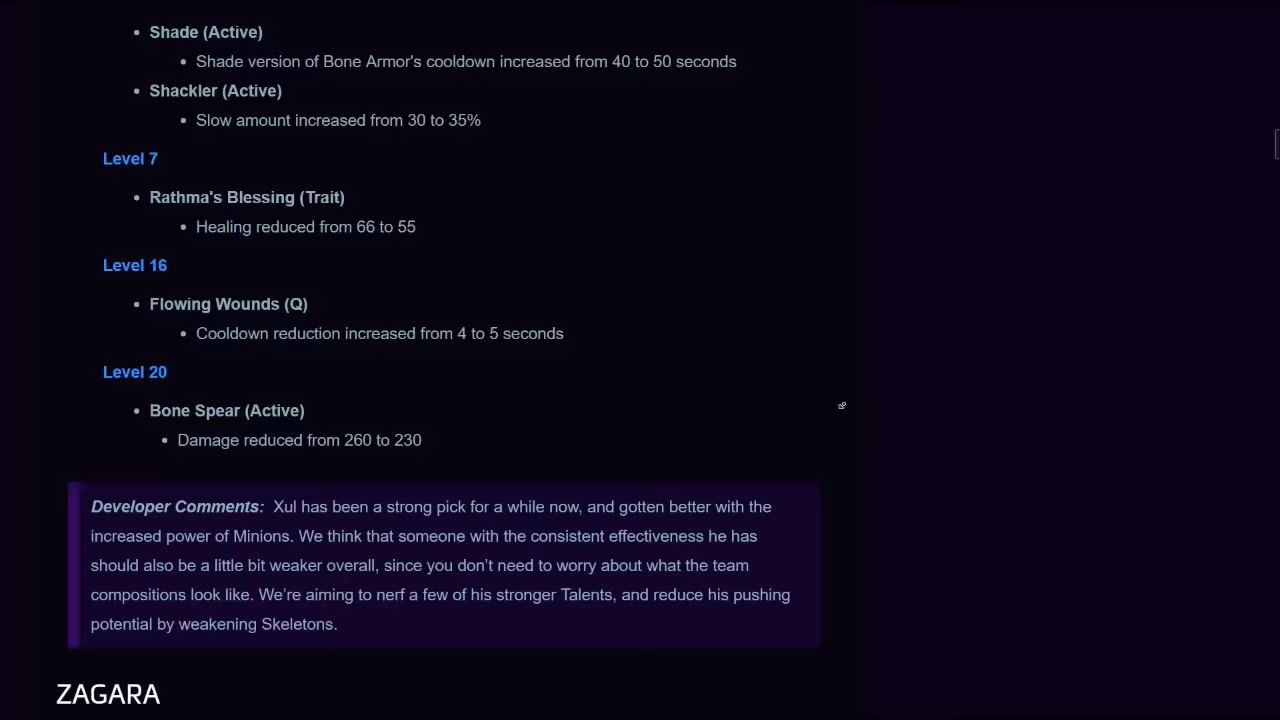 Shade (Active)
Shade version of Bone Armor's cooldown increased from 40 to 50 seconds
Shackler (Active)
Slow amount increased from 30 to 35%
Level 7
Rathma's Blessing (Trait)
Healing reduced from 66 to 55
Level 16
Flowing Wounds (Q)
Cooldown reduction increased from 4 to 5 seconds
Level 20
Bone Spear (Active)
Damage reduced from 260 to 230
Developer Comments: Xul has been a strong pick for a while now, and gotten better with the
increased power of Minions. We think that someone with the consistent effectiveness he has
should also be a little bit weaker overall, since you don’t need to worry about what the team
compositions look like. We’re aiming to nerf a few of his stronger Talents, and reduce his pushing
potential by weakening Skeletons.
ZAGARA